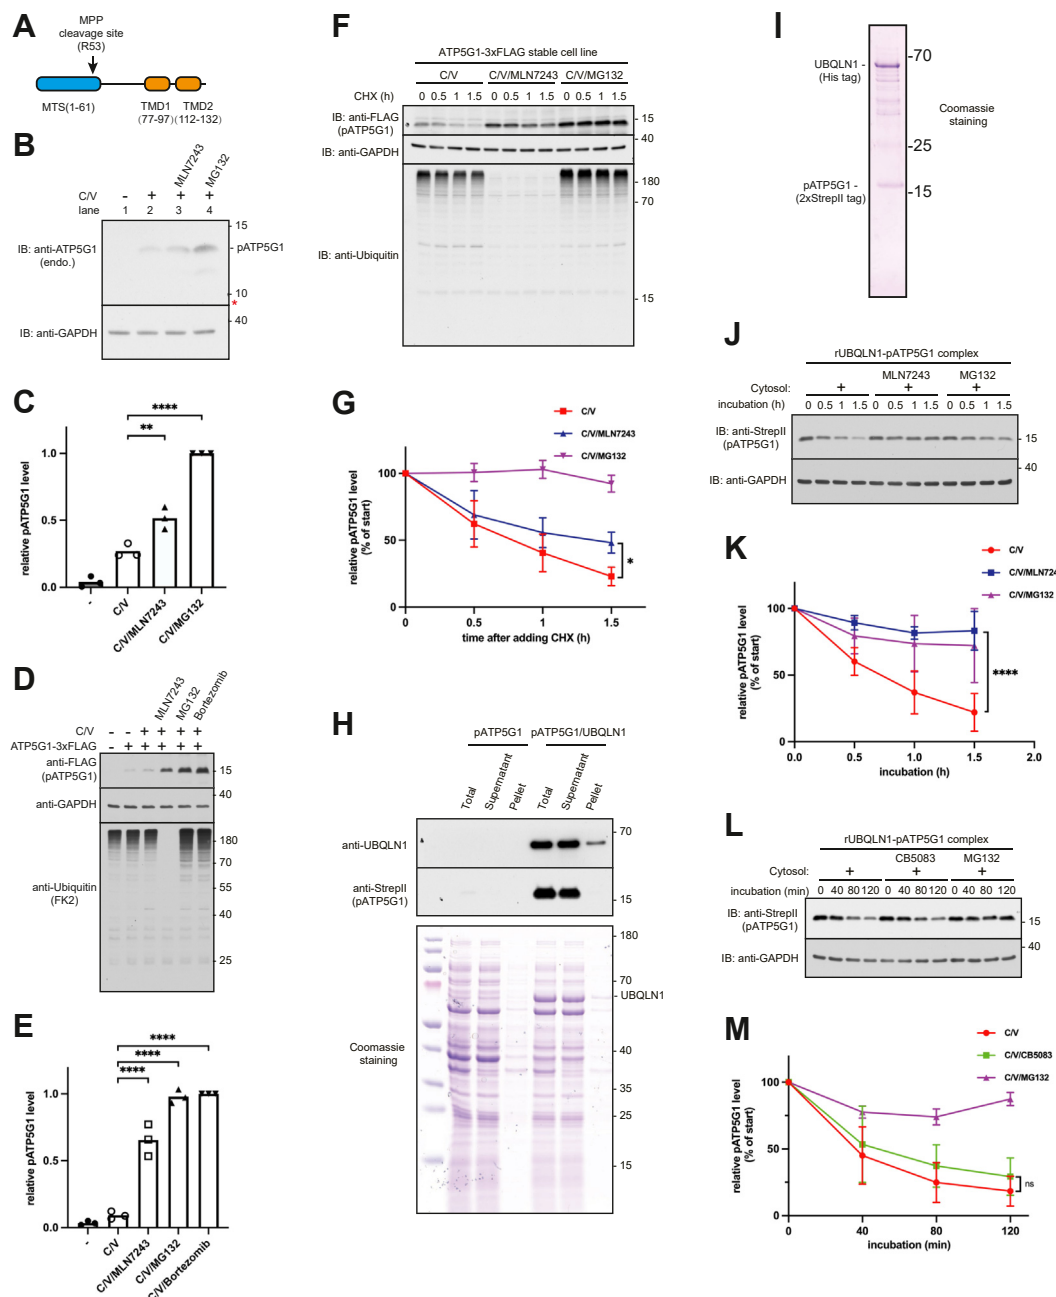 A
MPP
cleavage site
(R53)
MTS(1-61)
TMD1
(77-97)
TMD2
(112-132)
B
MLN7243
MG132
C/V - + + +
lane 1 2 3 4
IB: anti-ATP5G1
(endo.)
15
pATP5G1
10
*
IB: anti-GAPDH
40
C
relative pATP5G1 level
1.0
0.5
0.0
**
****
-
C/V
C/V/MLN7243
C/V/MG132
D
MLN7243
MG132
Bortezomib
C/V - - + + + +
ATP5G1-3xFLAG - + + + + +
anti-FLAG
(pATP5G1)
15
anti-GAPDH
40
anti-Ubiquitin
(FK2)
180
70
55
40
25
E
relative pATP5G1 level
1.0
0.5
0.0
****
****
****
-
C/V
C/V/MLN7243
C/V/MG132
C/V/Bortezomib
F
ATP5G1-3xFLAG stable cell line
C/V C/V/MLN7243 C/V/MG132
CHX (h) 0 0.5 1 1.5 0 0.5 1 1.5 0 0.5 1 1.5
IB: anti-FLAG
(pATP5G1)
15
IB: anti-GAPDH
40
IB: anti-Ubiquitin
180
70
15
G
C/V
C/V/MLN7243
C/V/MG132
relative pATP5G1 level
(% of start)
100
50
0
*
0 0.5 1.0 1.5
time after adding CHX (h)
H
pATP5G1 pATP5G1/UBQLN1
Total
Supernatant
Pellet
Total
Supernatant
Pellet
anti-UBQLN1
70
anti-StrepII
(pATP5G1)
15
Coomassie
staining
180
70
UBQLN1
40
35
25
15
I
UBQLN1 -
(His tag)
-70
Coomassie
staining
-25
pATP5G1 -
(2xStrepII tag)
-15
J
rUBQLN1-pATP5G1 complex
MLN7243 MG132
Cytosol: + + +
incubation (h) 0 0.5 1 1.5 0 0.5 1 1.5 0 0.5 1 1.5
IB: anti-StrepII
(pATP5G1)
15
IB: anti-GAPDH
40
K
C/V
C/V/MLN724
C/V/MG132
relative pATP5G1 level
(% of start)
100
50
0
****
0.0 0.5 1.0 1.5 2.0
incubation (h)
L
rUBQLN1-pATP5G1 complex
CB5083 MG132
Cytosol: + + +
incubation (min) 0 40 80 120 0 40 80 120 0 40 80 120
IB: anti-StrepII
(pATP5G1)
15
IB: anti-GAPDH
40
M
C/V
C/V/CB5083
C/V/MG132
relative pATP5G1 level
(% of start)
100
50
0
ns
0 40 80 120
incubation (min)